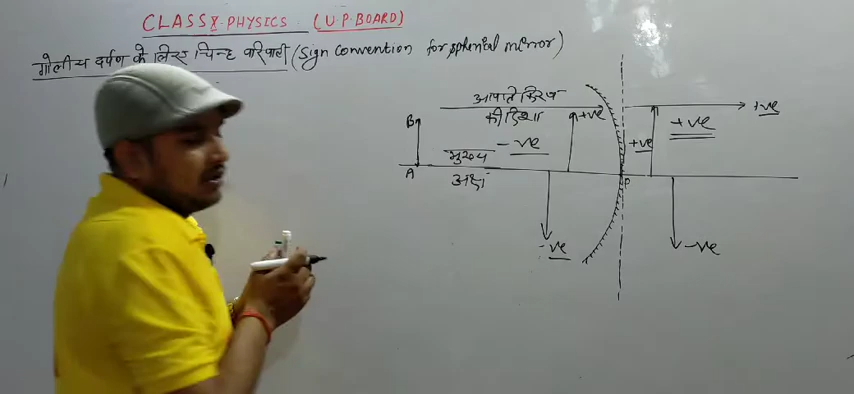 CLASS X PHYSICS (U.P. BOARD)
गोलीय दर्पण के लिए चिन्ह परिपाटी (Sign convention for spherical mirror)
आपतित किरण
की दिशा
+ve
+ve
B
- ve
+ve
+ve
मुख्य
A
अक्ष
P
-ve
-ve